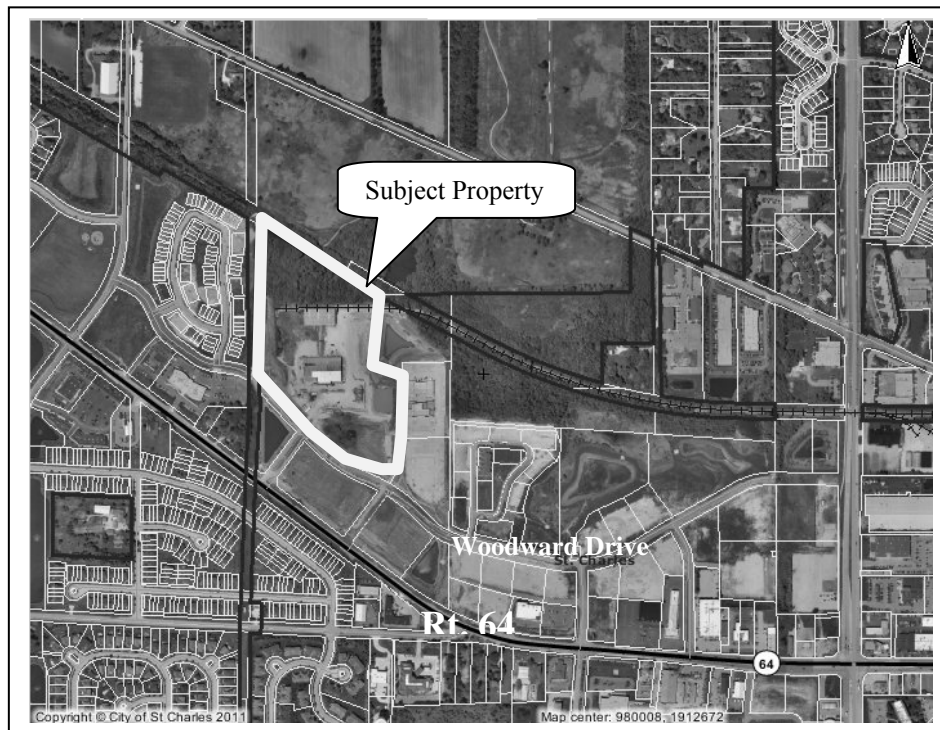 Subject Property
Woodward Drive
St. Charles
Rt. 64
64
Copyright © City of St Charles 2011
Map center: 980008, 1912672